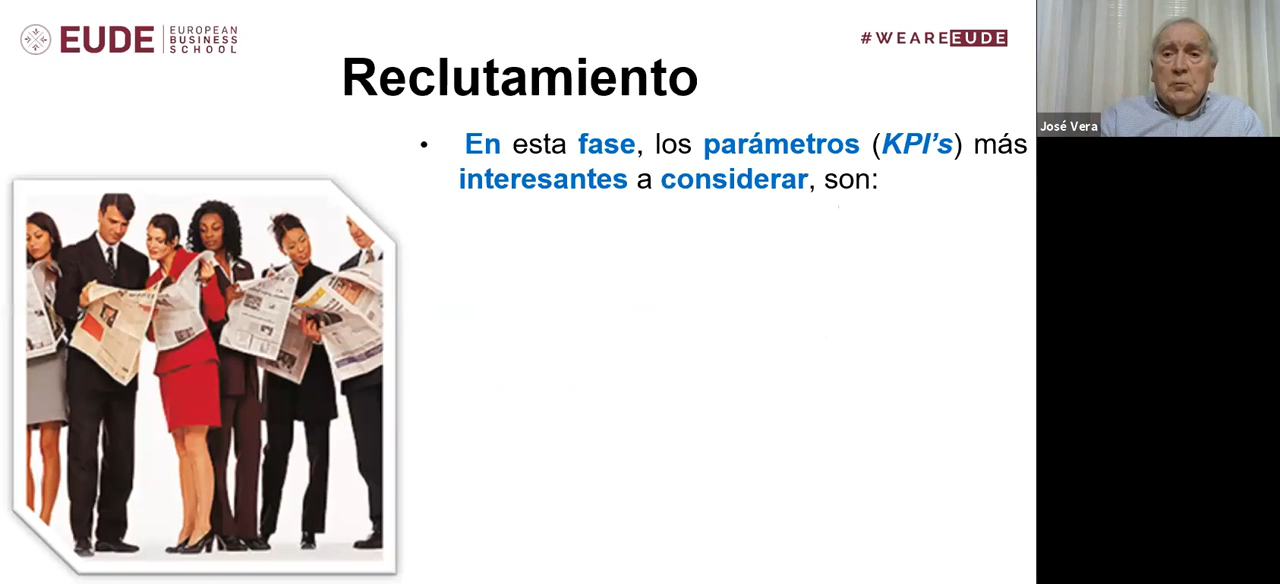 EUDE
EUROPEAN
BUSINESS
SCHOOL
#WEAREEUDE
Reclutamiento
• En esta fase, los parámetros (KPI’s) más
interesantes a considerar, son:
José Vera